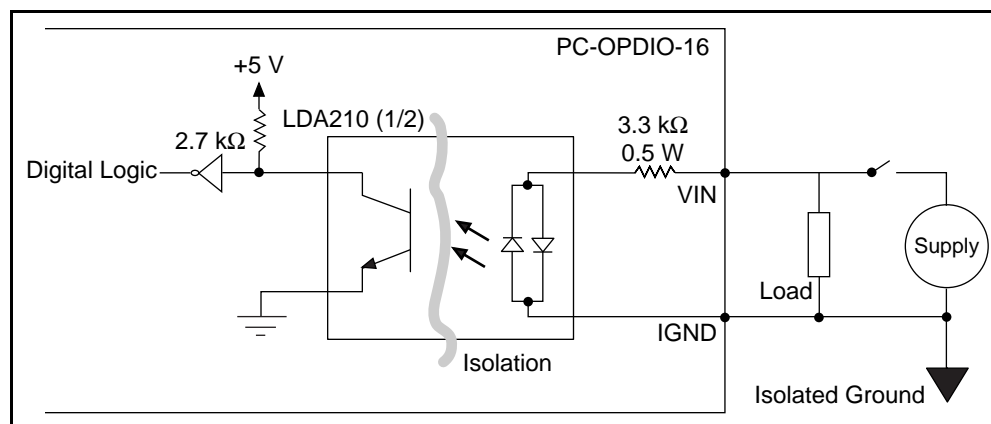 PC-OPDIO-16
+5 V
LDA210 (1/2)
2.7 kΩ
3.3 kΩ
0.5 W
Digital Logic
VIN
Supply
Load
IGND
Isolation
Isolated Ground